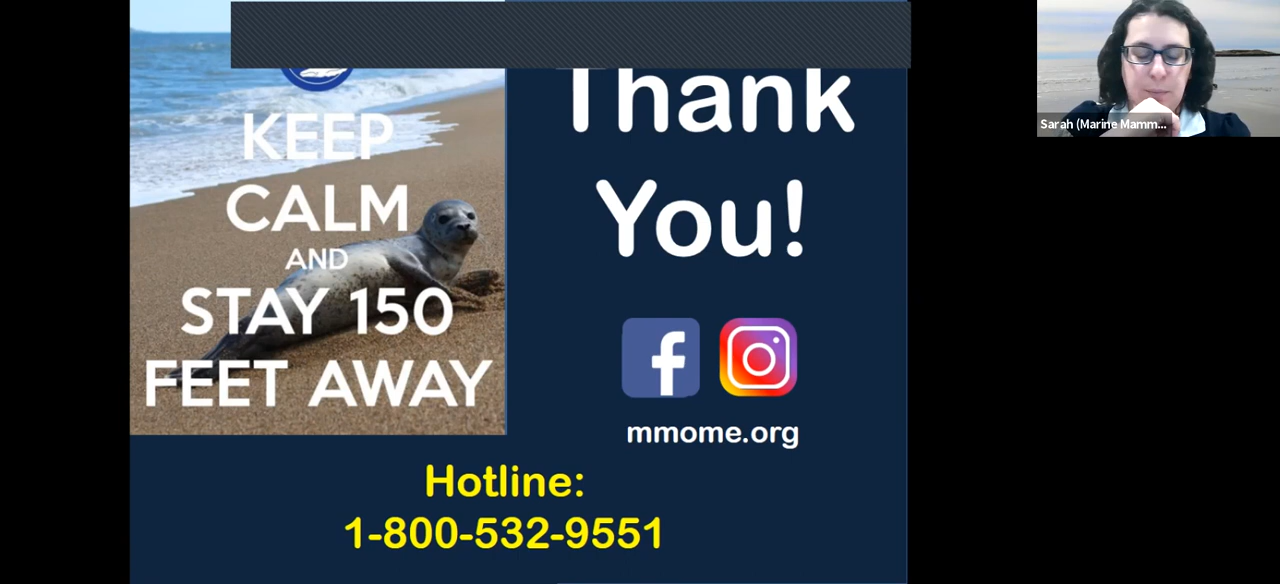 KEEP
CALM
AND
STAY 150
FEET AWAY
Thank
You!
mmome.org
Hotline:
1-800-532-9551
Sarah (Marine Mamm...